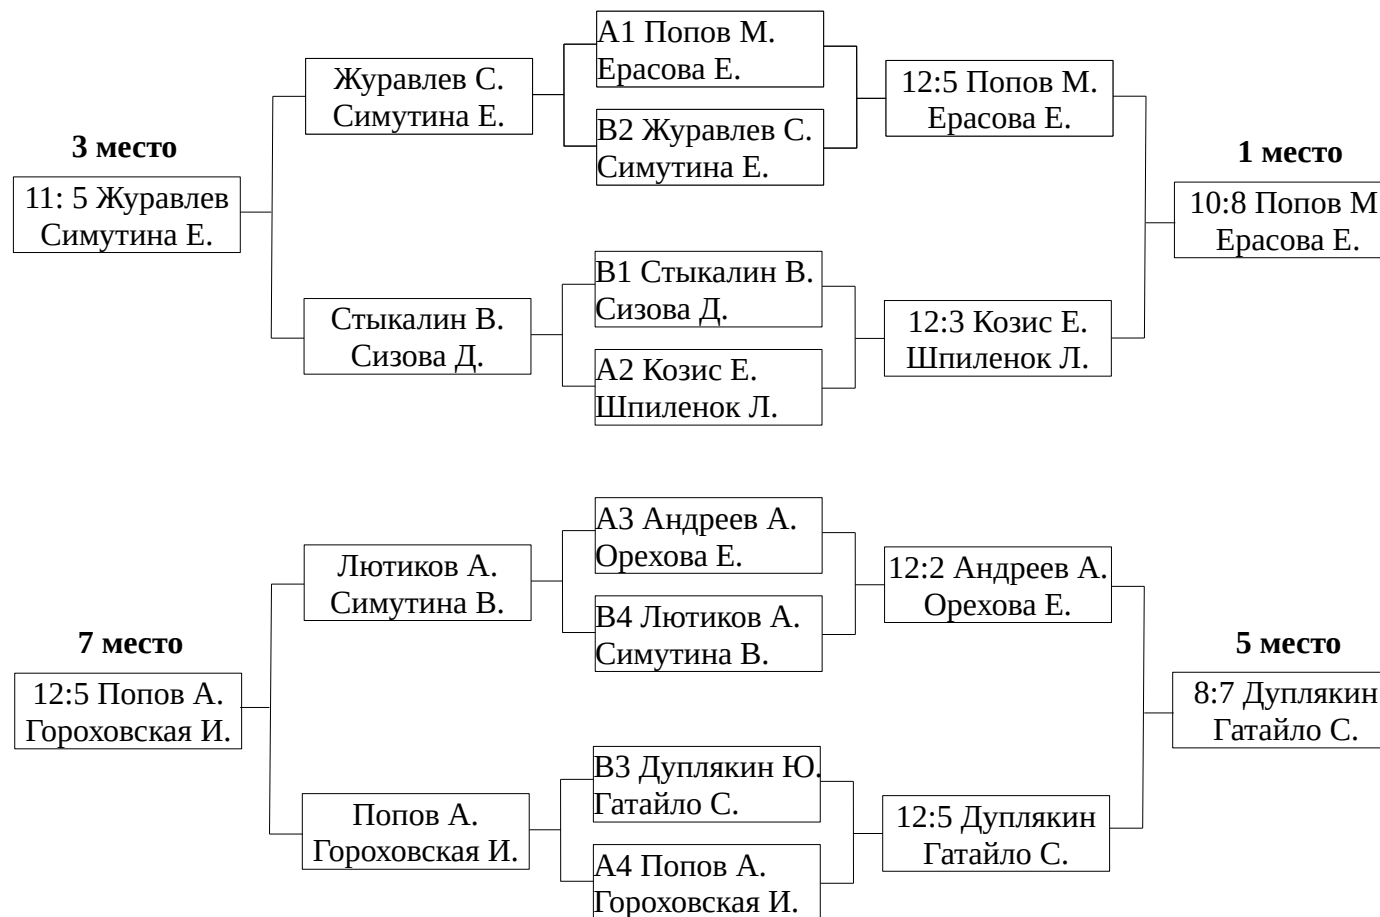 А1 Попов М.
Ерасова Е.
Журавлев С.
Симутина Е.
12:5 Попов М.
Ерасова Е.
В2 Журавлев С.
Симутина Е.
3 место
11: 5 Журавлев
Симутина Е.
1 место
10:8 Попов М
Ерасова Е.
В1 Стыкалин В.
Сизова Д.
Стыкалин В.
Сизова Д.
12:3 Козис Е.
Шпиленок Л.
А2 Козис Е.
Шпиленок Л.
А3 Андреев А.
Орехова Е.
Лютиков А.
Симутина В.
12:2 Андреев А.
Орехова Е.
В4 Лютиков А.
Симутина В.
7 место
12:5 Попов А.
Гороховская И.
5 место
8:7 Дуплякин
Гатайло С.
В3 Дуплякин Ю.
Гатайло С.
Попов А.
Гороховская И.
12:5 Дуплякин
Гатайло С.
А4 Попов А.
Гороховская И.